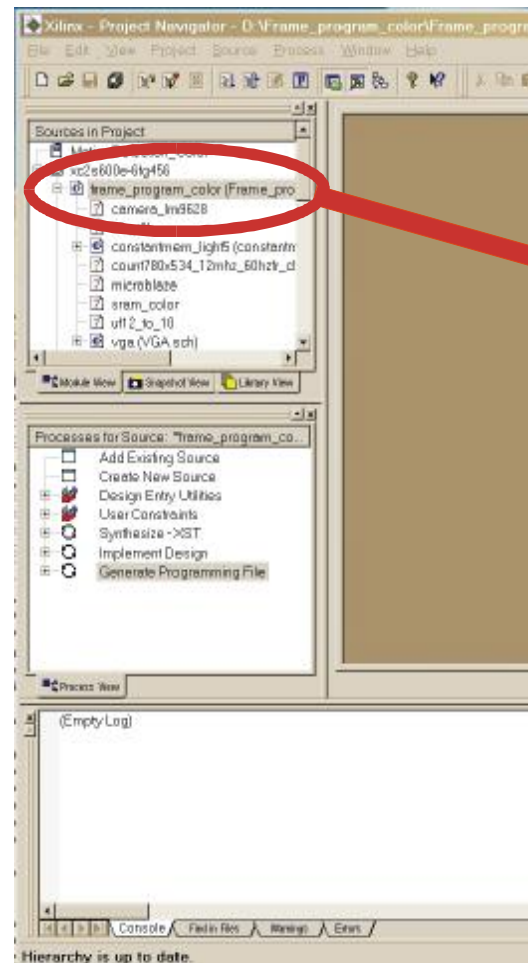 Xilinx - Project Navigator - D:\Frame_program_color\Frame_progr
File Edit View Project Source Process Window Help
Sources in Project
xc2s600e-6fg456
frame_program_color (Frame_pro
camera_lm9628
constantmem_light5 (constantm
count780x534_12mhz_60hztr_cl
microblaze
sram_color
uf12_to_10
vga (VGA.sch)
Module View Snapshot View Library View
Processes for Source: "frame_program_co...
Add Existing Source
Create New Source
Design Entry Utilities
User Constraints
Synthesize - XST
Implement Design
Generate Programming File
Process View
(Empty Log)
Console Find in Files Warnings Errors
Hierarchy is up to date.